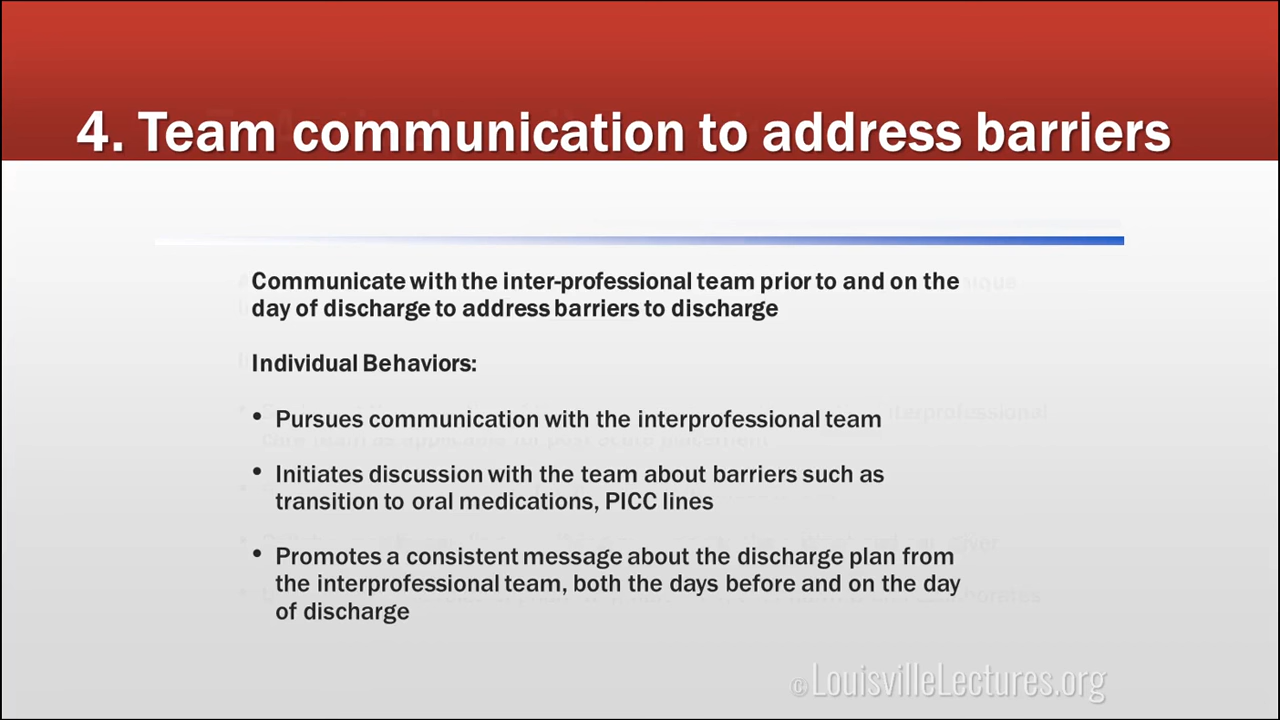 4. Team communication to address barriers
Communicate with the inter-professional team prior to and on the
day of discharge to address barriers to discharge
Individual Behaviors:
• Pursues communication with the interprofessional team
• Initiates discussion with the team about barriers such as
transition to oral medications, PICC lines
• Promotes a consistent message about the discharge plan from
the interprofessional team, both the days before and on the day
of discharge
© LouisvilleLectures.org